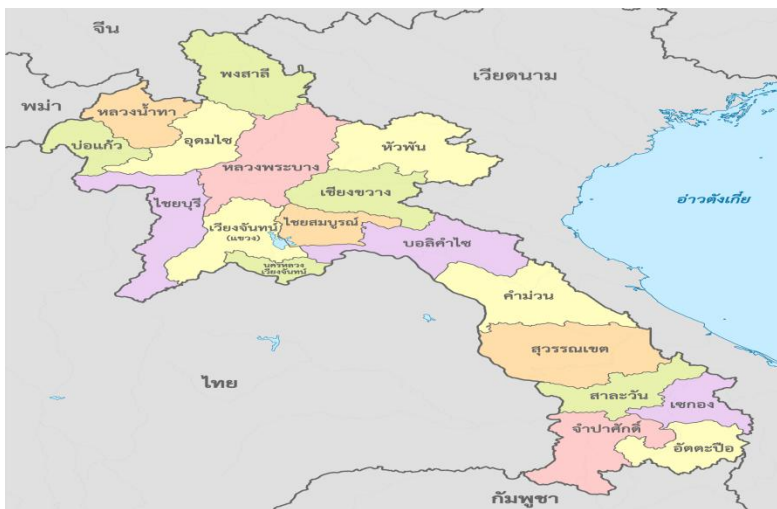 จีน
พงสาลี
เวียดนาม
พม่า
หลวงน้ำทา
บ่อแก้ว
อุดมไซ
หัวพัน
หลวงพระบาง
เชียงขวาง
ไชยบุรี
อ่าวตังเกี๋ย
เวียงจันทน์
(แขวง)
ไชยสมบูรณ์
บอลิคำไซ
นครหลวง
เวียงจันทน์
คำม่วน
สุวรรณเขต
ไทย
สาละวัน
เซกอง
จำปาศักดิ์
อัตตะปือ
กัมพูชา